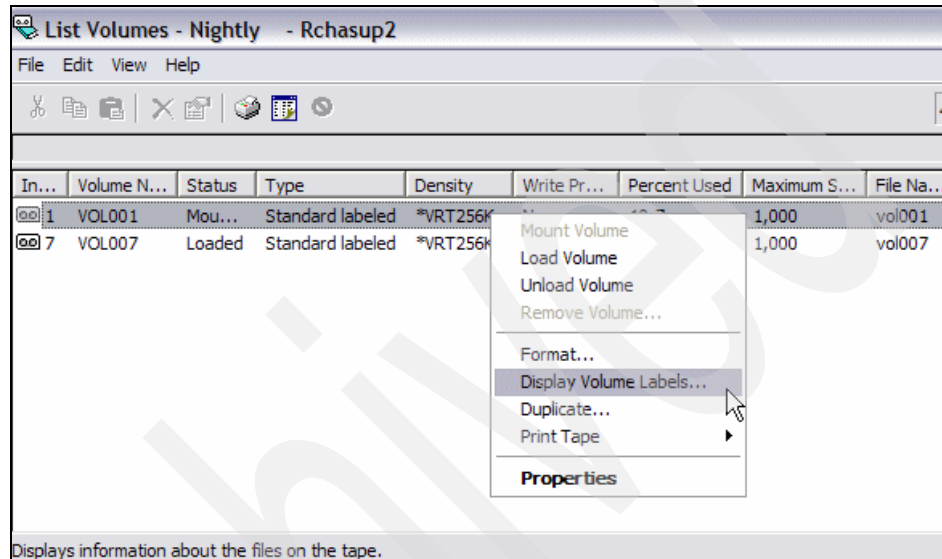 List Volumes - Nightly - Rchasup2
File Edit View Help
In... Volume N... Status Type Density Write Pr... Percent Used Maximum S... File Na...
1 VOL001 Mou... Standard labeled *VRT256K 1,000 vol001
7 VOL007 Loaded Standard labeled *VRT256K 1,000 vol007
Mount Volume
Load Volume
Unload Volume
Remove Volume...
Format...
Display Volume Labels...
Duplicate...
Print Tape
Properties
Displays information about the files on the tape.